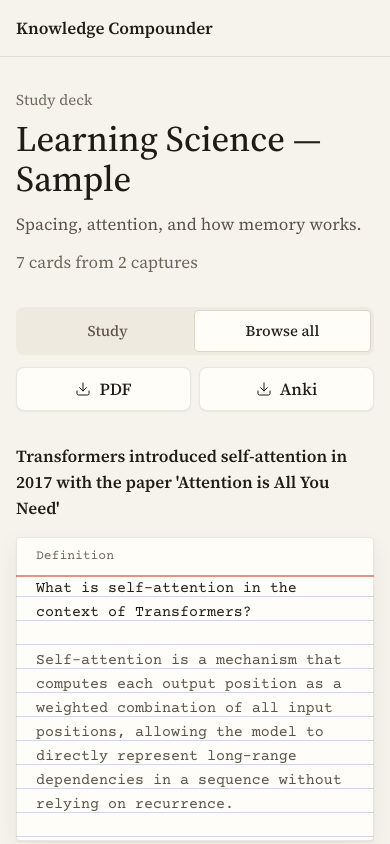 Knowledge Compounder
Study deck
Learning Science —
Sample
Spacing, attention, and how memory works.
7 cards from 2 captures
Study
Browse all
PDF
Anki
Transformers introduced self-attention in
2017 with the paper 'Attention is All You
Need'
Definition
What is self-attention in the
context of Transformers?
Self-attention is a mechanism that
computes each output position as a
weighted combination of all input
positions, allowing the model to
directly represent long-range
dependencies in a sequence without
relying on recurrence.